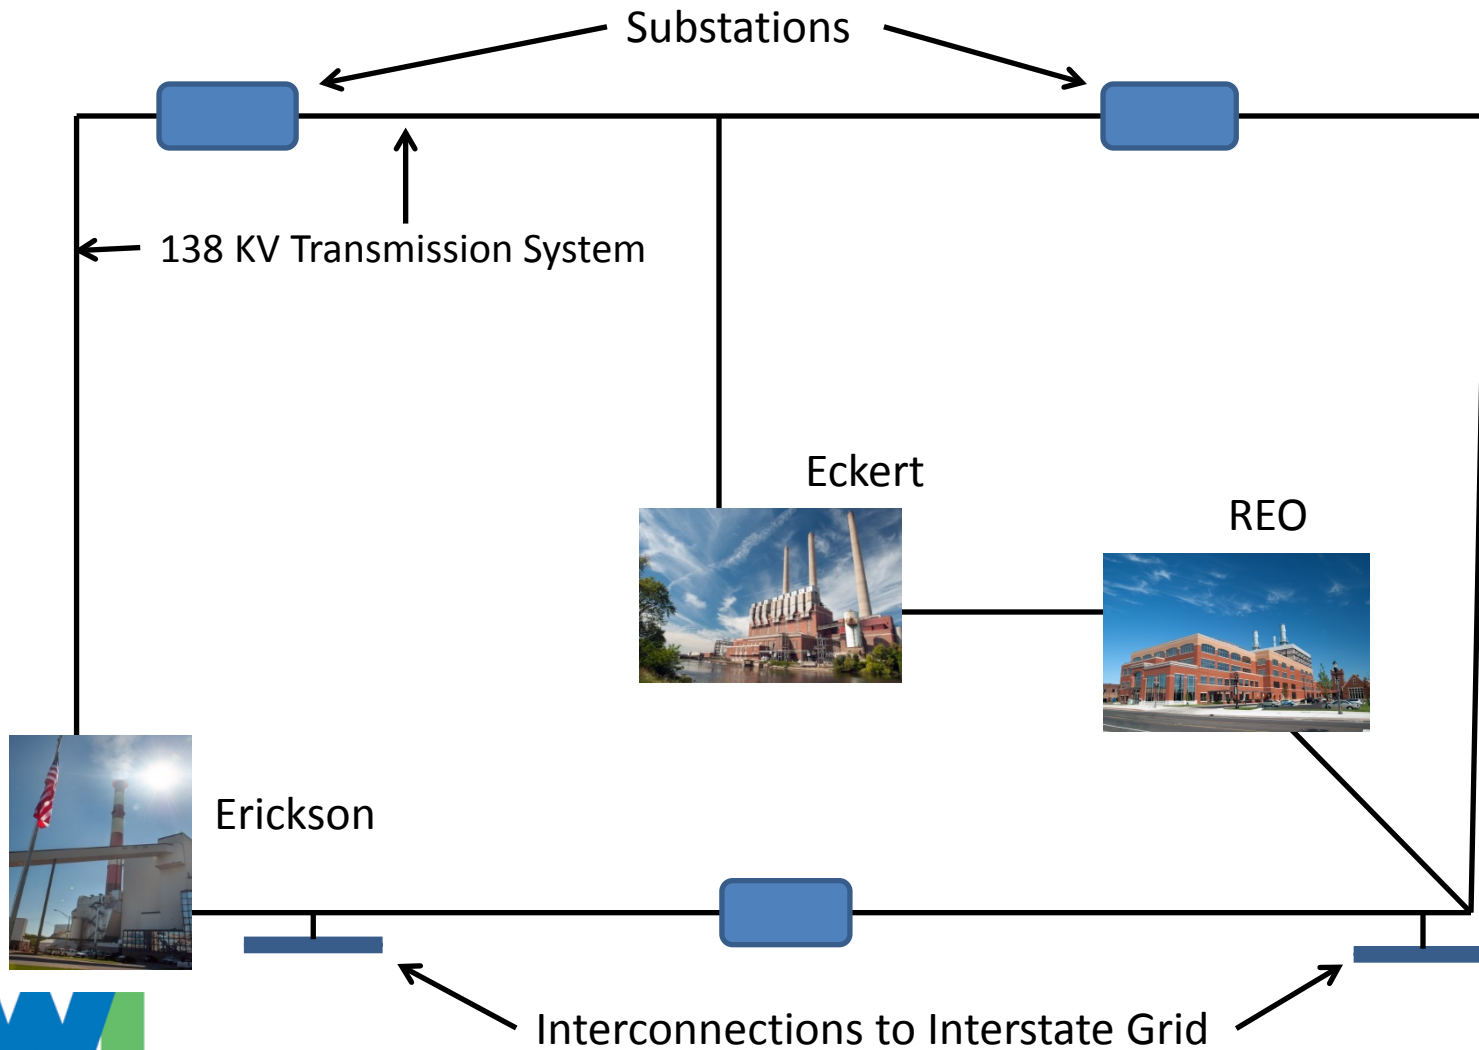 Substations
138 KV Transmission System
Eckert
REO
Erickson
Interconnections to Interstate Grid